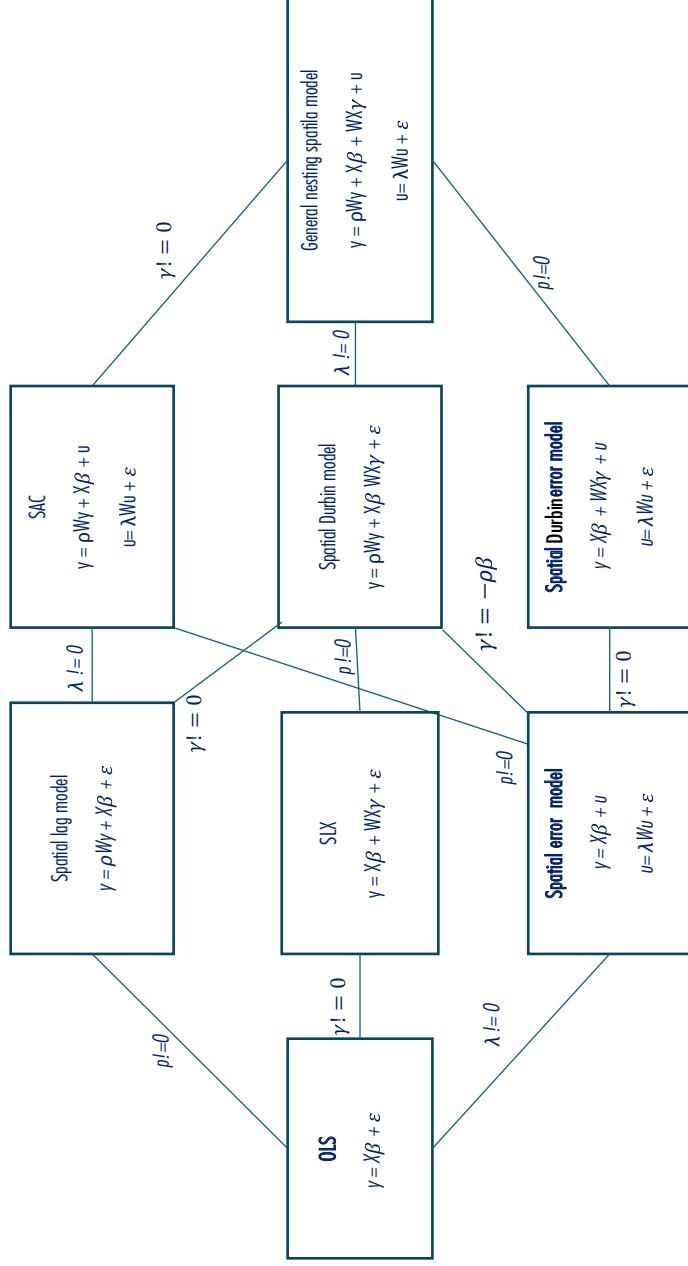 OLS
y = Xβ + ε
p!=0
γ! = 0
λ != 0
Spatial lag model
y = ρWy + Xβ + ε
SLX
y = Xβ + WXγ + ε
Spatial error model
y = Xβ + υ
υ= λWu + ε
λ != 0
γ! = 0
p!=0
p!=0
γ! = −ρβ
γ! = 0
SAC
y = ρWy + Xβ + υ
υ= λWu + ε
Spatial Durbin model
y = ρWy + Xβ WXγ + ε
Spatial Durbin error model
y = Xβ + WXγ + υ
υ= λWu + ε
γ! = 0
λ != 0
p!=0
General nesting spatila model
y = ρWy + Xβ + WXγ + υ
υ= λWu + ε